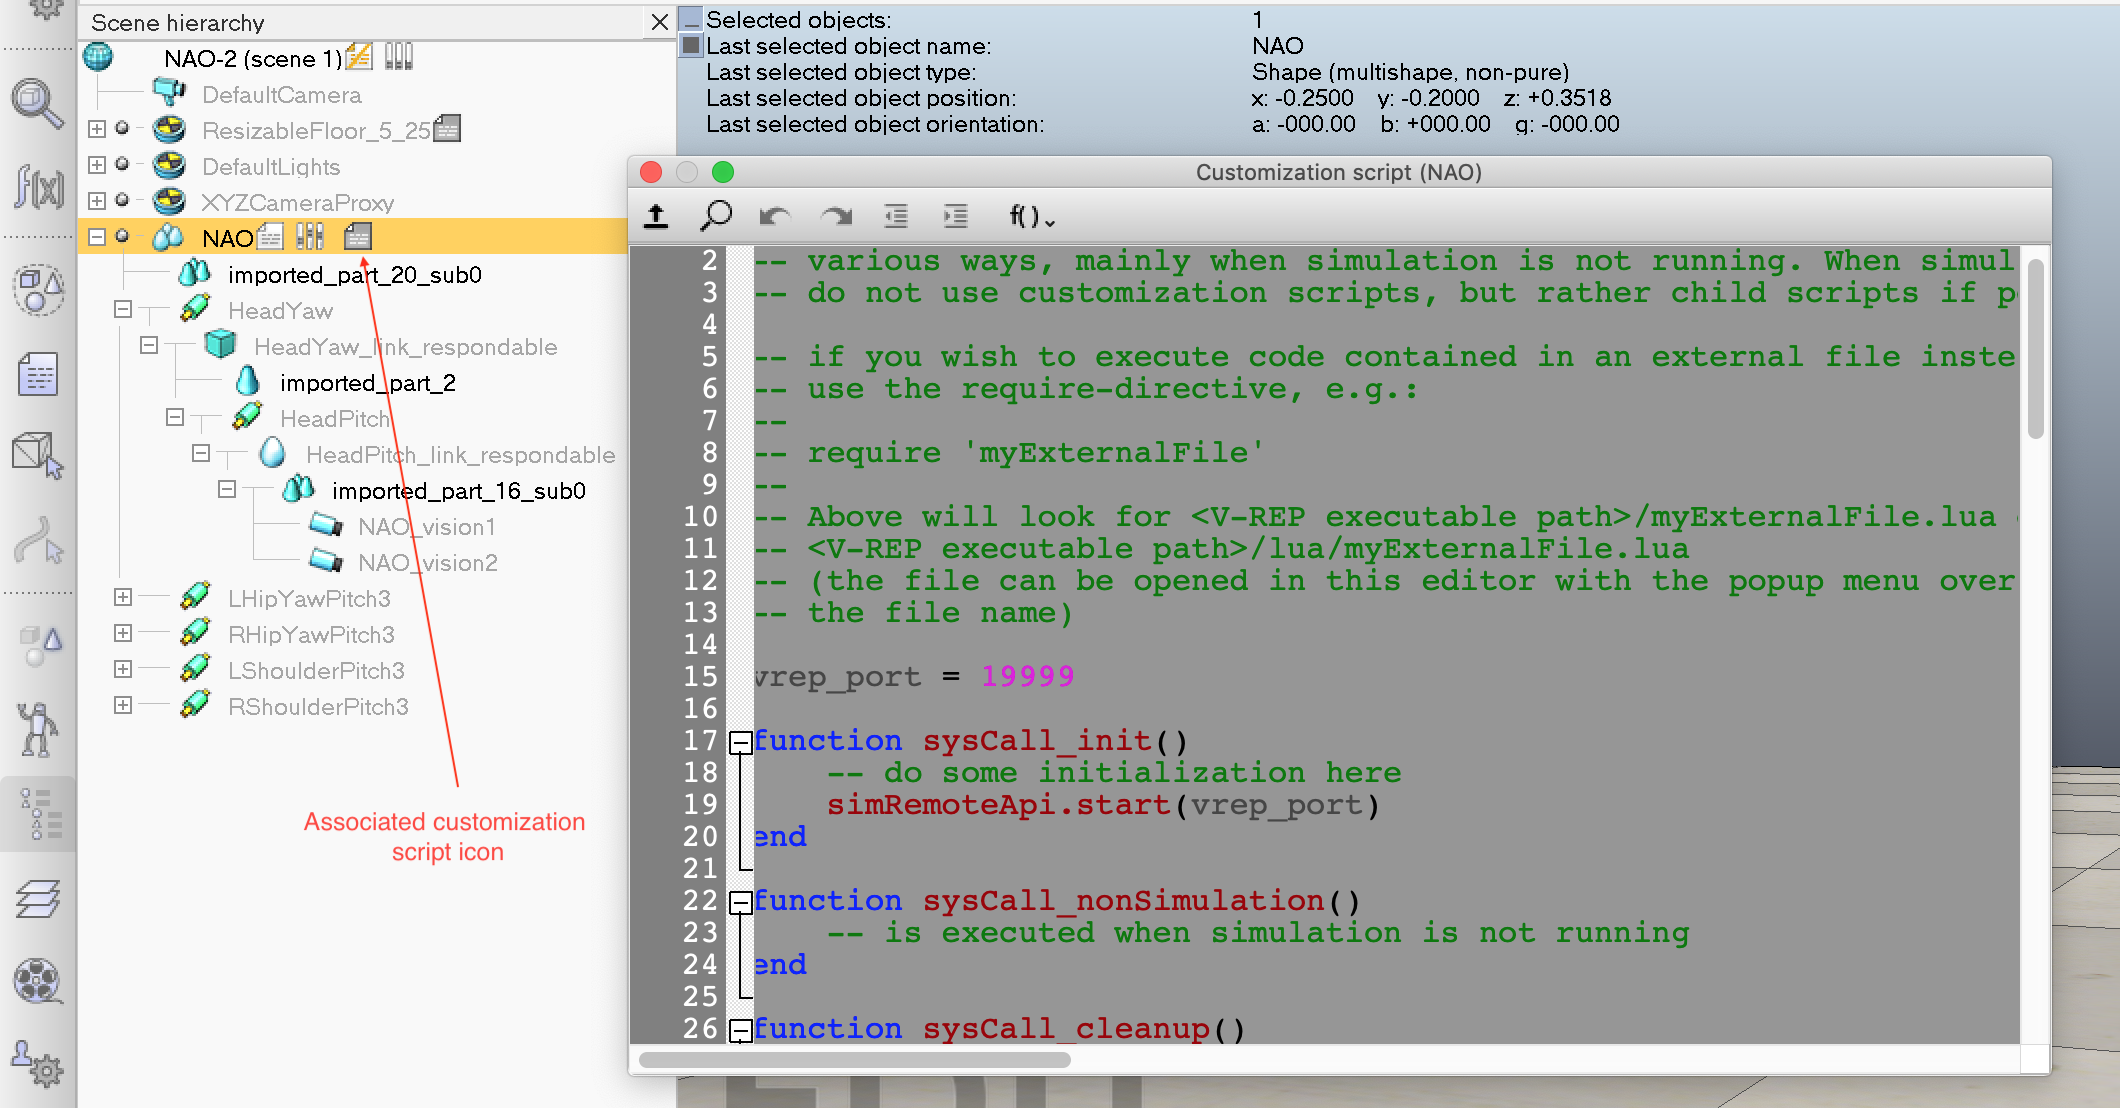 Scene hierarchy
NAO-2 (scene 1)
DefaultCamera
ResizableFloor_5_25
DefaultLights
XYZCameraProxy
NAO
imported_part_20_sub0
HeadYaw
HeadYaw_link_respondable
imported_part_2
HeadPitch
HeadPitch_link_respondable
imported_part_16_sub0
NAO_vision1
NAO_vision2
LHipYawPitch3
RHipYawPitch3
LShoulderPitch3
RShoulderPitch3
Associated customization
script icon
f(x)
Selected objects: 1
Last selected object name: NAO
Last selected object type: Shape (multishape, non-pure)
Last selected object position: x: -0.2500 y: -0.2000 z: +0.3518
Last selected object orientation: a: -000.00 b: +000.00 g: -000.00
Customization script (NAO)
f()
2 -- various ways, mainly when simulation is not running. When simul
3 -- do not use customization scripts, but rather child scripts if p
4
5 -- if you wish to execute code contained in an external file inste
6 -- use the require-directive, e.g.:
7 --
8 -- require 'myExternalFile'
9 --
10 -- Above will look for <V-REP executable path>/myExternalFile.lua
11 -- <V-REP executable path>/lua/myExternalFile.lua
12 -- (the file can be opened in this editor with the popup menu over
13 -- the file name)
14
15 vrep_port = 19999
16
17 function sysCall_init()
18 -- do some initialization here
19 simRemoteApi.start(vrep_port)
20 end
21
22 function sysCall_nonSimulation()
23 -- is executed when simulation is not running
24 end
25
26 function sysCall_cleanup()